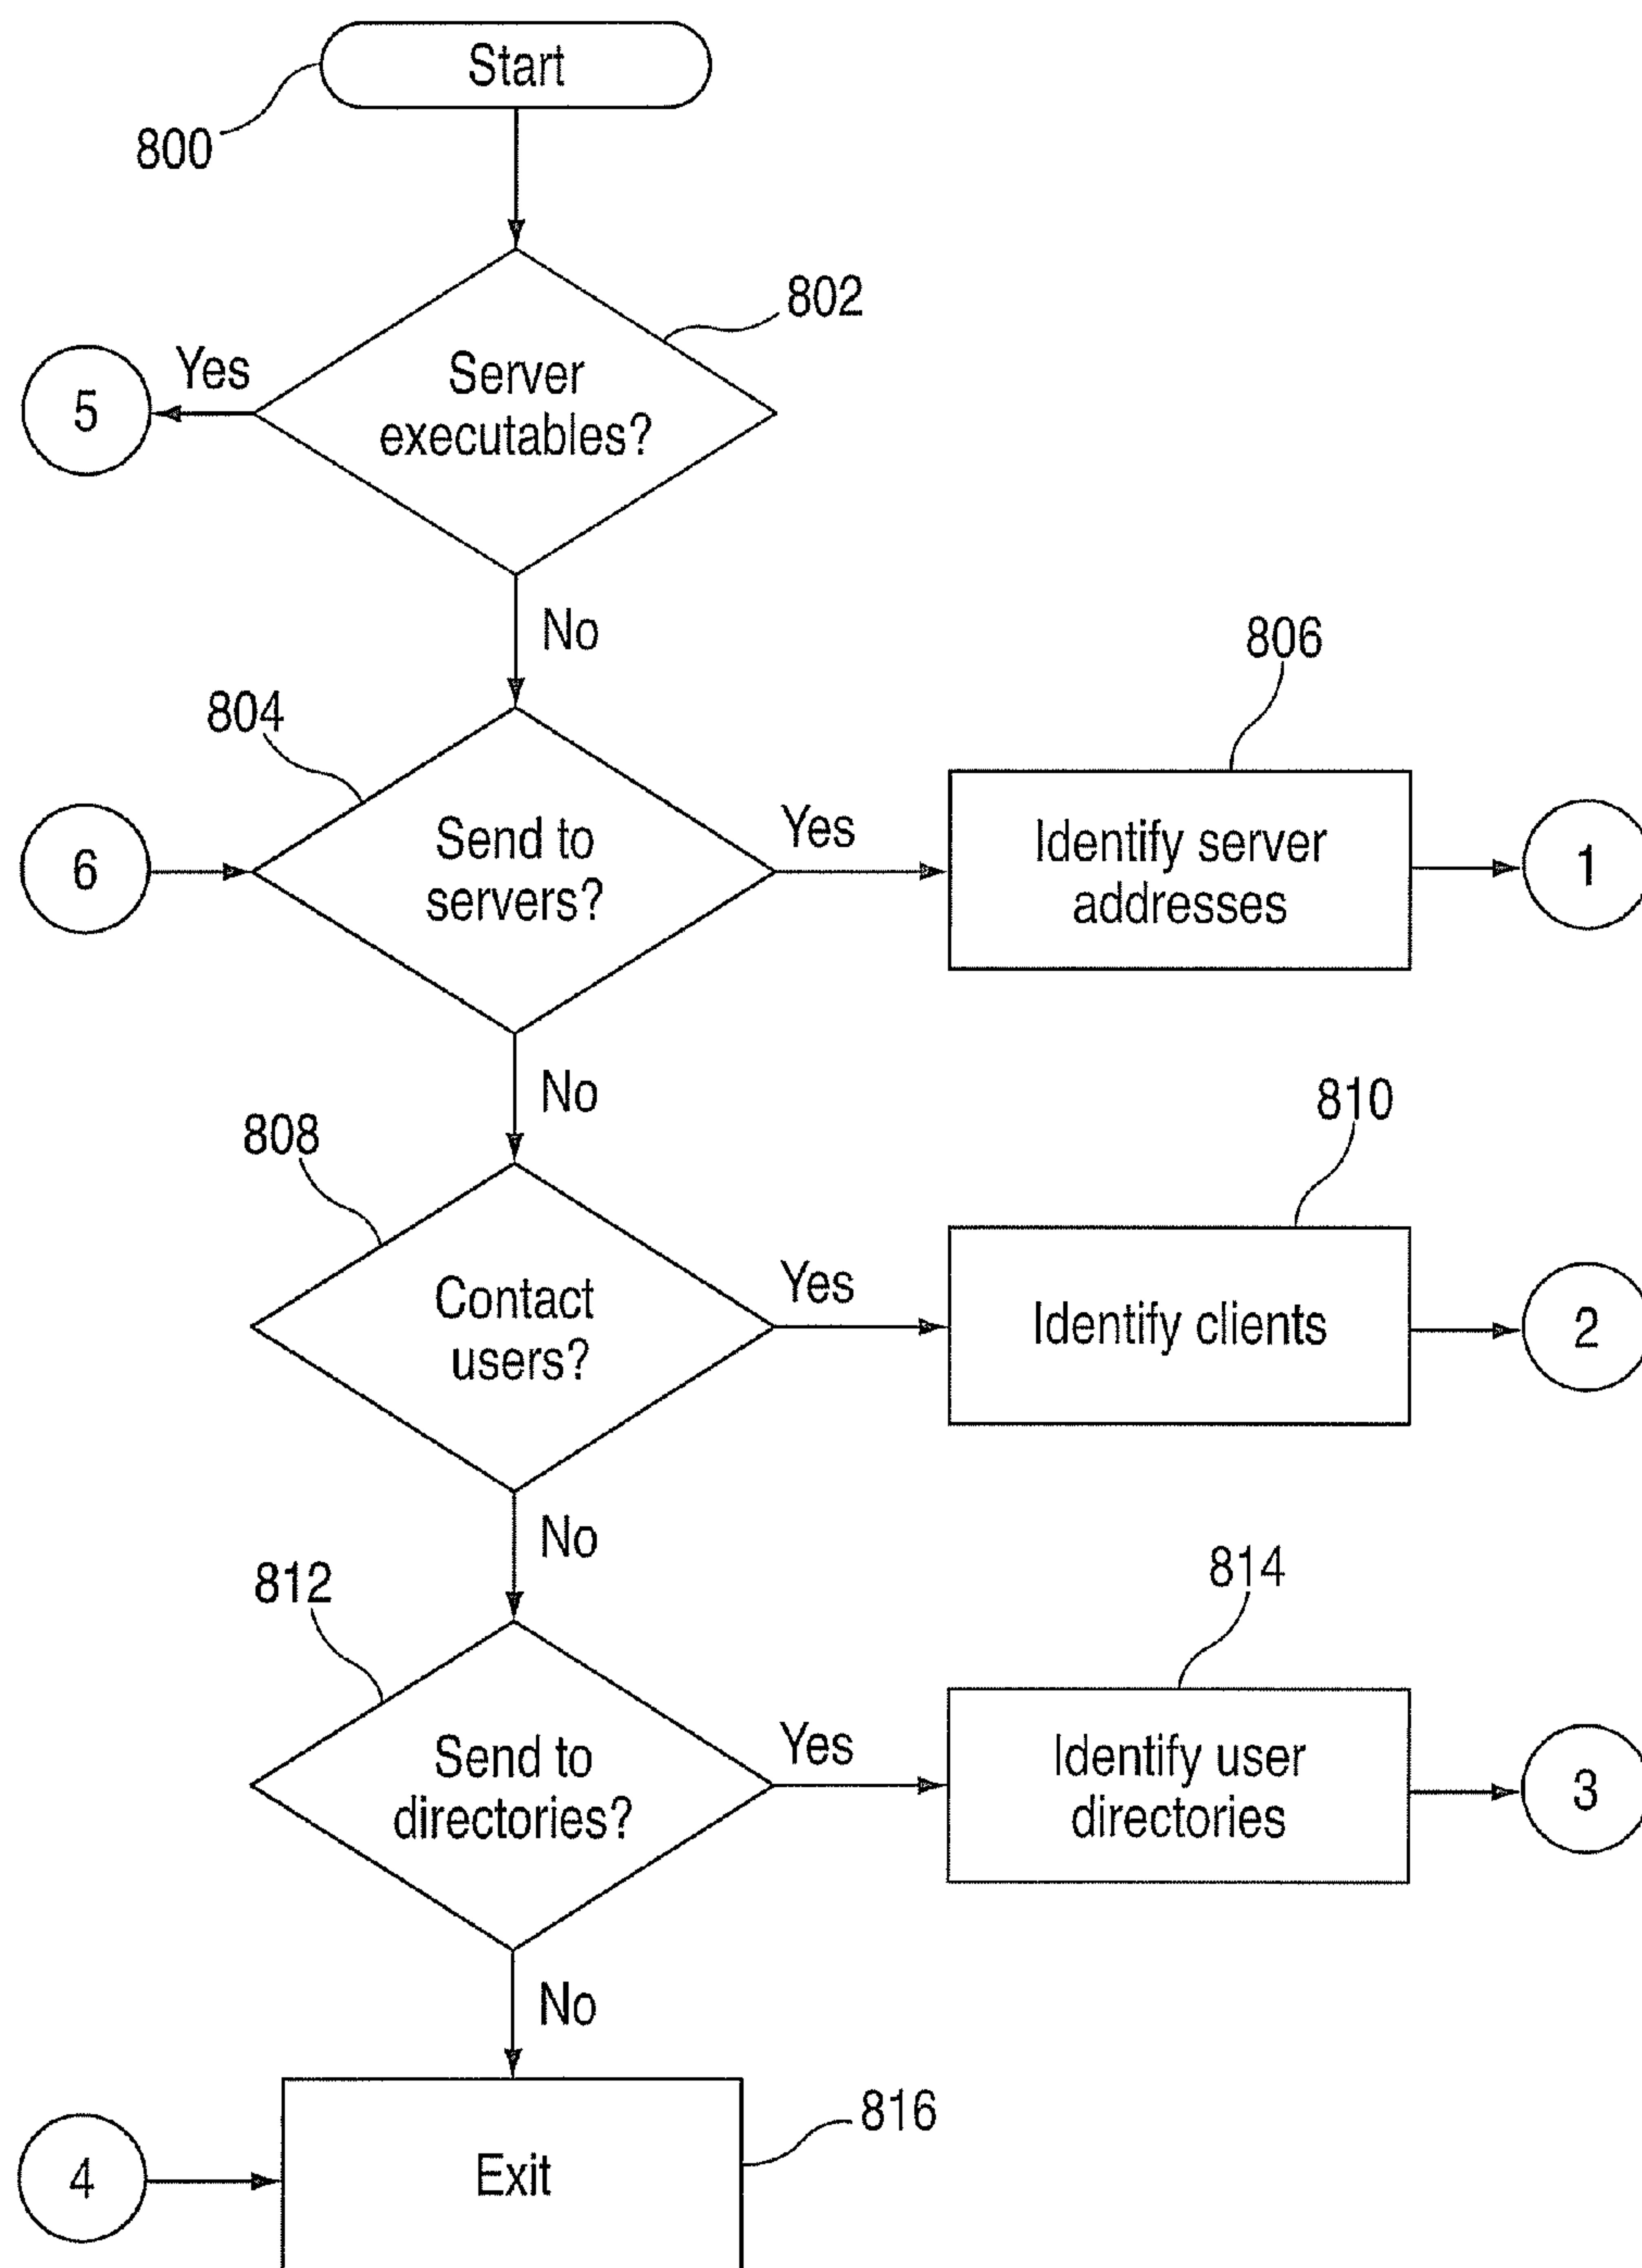 Start
800
802
Server
executables?
Yes
5
No
806
804
6
Send to
servers?
Yes
Identify server
addresses
1
No
810
808
Contact
users?
Yes
Identify clients
2
No
814
812
Send to
directories?
Yes
Identify user
directories
3
No
816
4
Exit